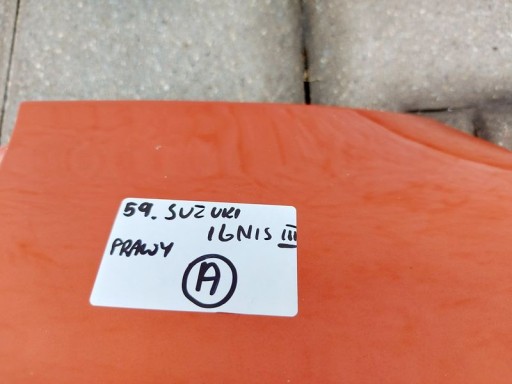 59. SUZUKI
IGNIS III
PRAWY
A